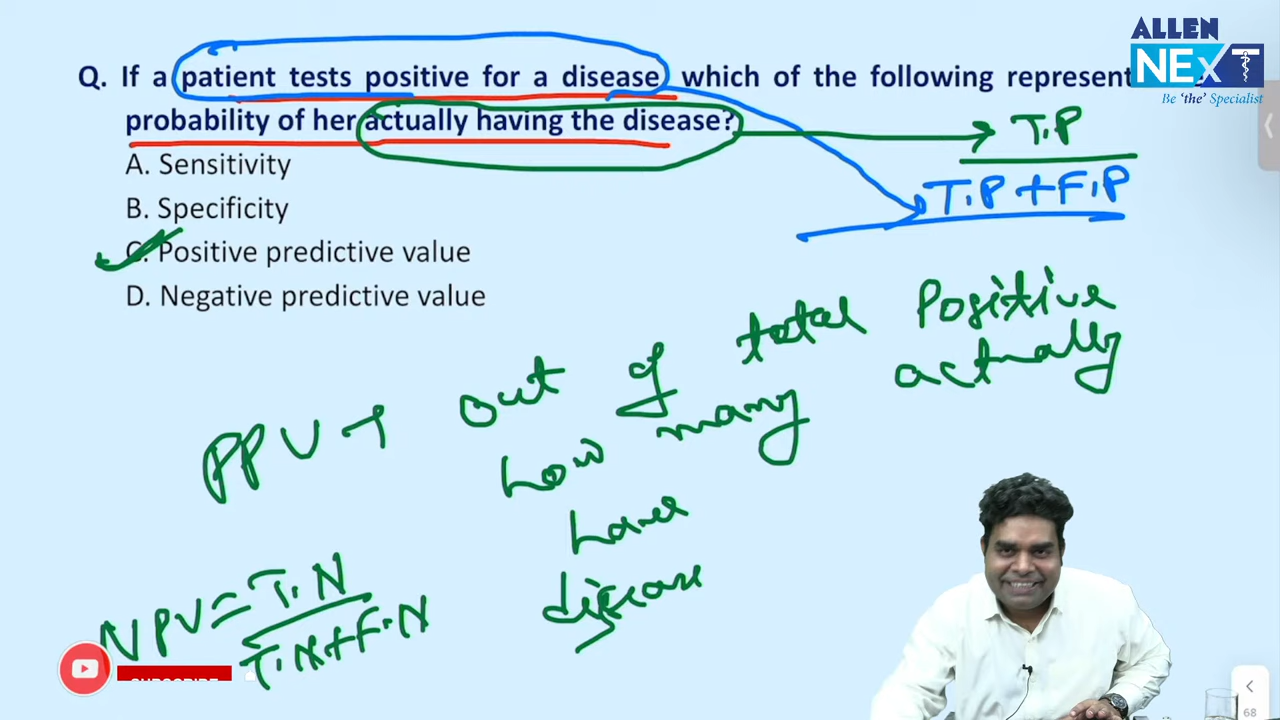 ALLEN
NEXT
Be 'the' Specialist
Q. If a patient tests positive for a disease, which of the following represent
probability of her actually having the disease?
A. Sensitivity
B. Specificity
C. Positive predictive value
D. Negative predictive value
T.P
T.P + F.P
PPV → out of total Positive
how many actually
have
disease
NPV = T.N
T.N + F.N
SUBSCRIBE
68